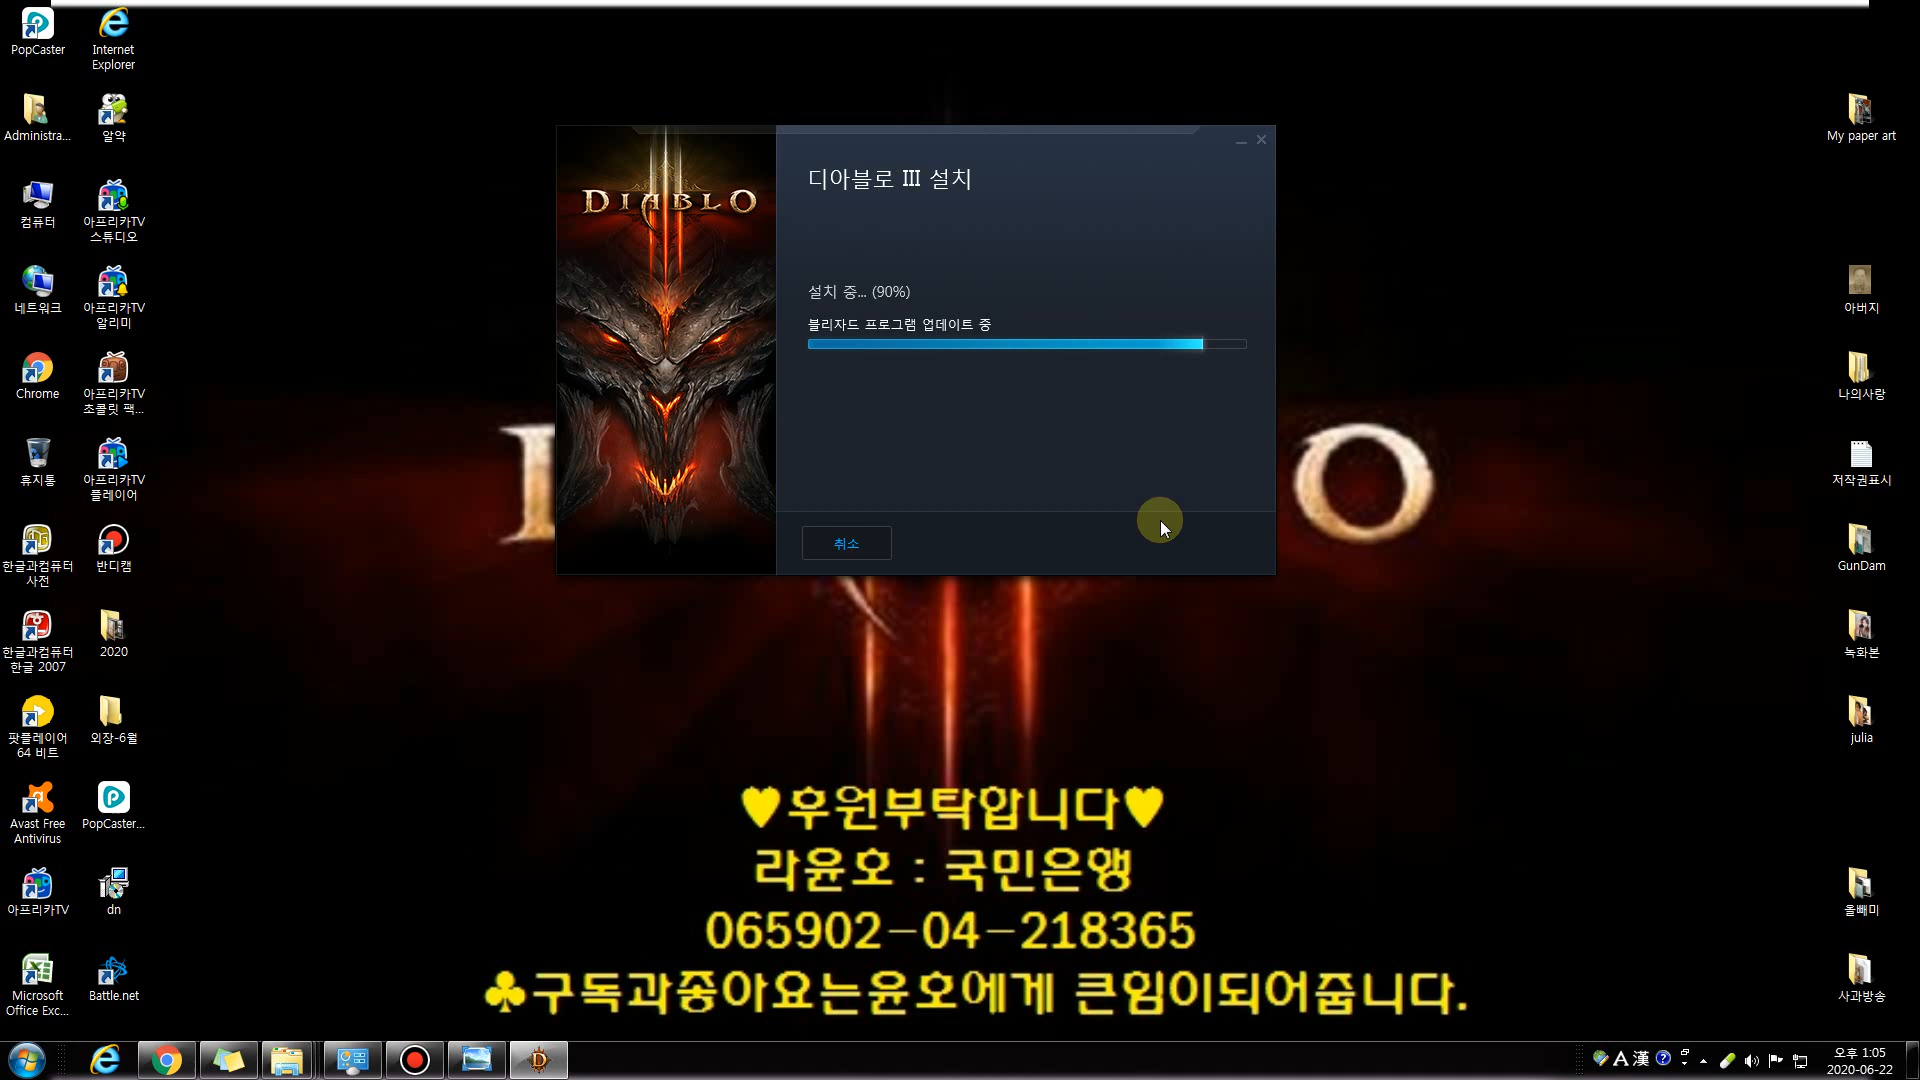 PopCaster
Internet
Explorer
Administra...
알약
컴퓨터
아프리카TV
스튜디오
네트워크
아프리카TV
알리미
Chrome
아프리카TV
초콜릿 팩...
휴지통
아프리카TV
플레이어
한글과컴퓨터
사전
반디캠
한글과컴퓨터
한글 2007
2020
팟플레이어
64 비트
외장-6월
Avast Free
Antivirus
PopCaster...
아프리카TV
dn
Microsoft
Office Exc...
Battle.net
DIABLO
디아블로 III 설치
설치 중... (90%)
블리자드 프로그램 업데이트 중
취소
♥후원부탁합니다♥
라윤호 : 국민은행
065902-04-218365
♣구독과좋아요는윤호에게 큰힘이되어줍니다.
My paper art
아버지
나의사랑
저작권표시
GunDam
녹화본
julia
올빼미
사과방송
A 漢
오후 1:05
2020-06-22